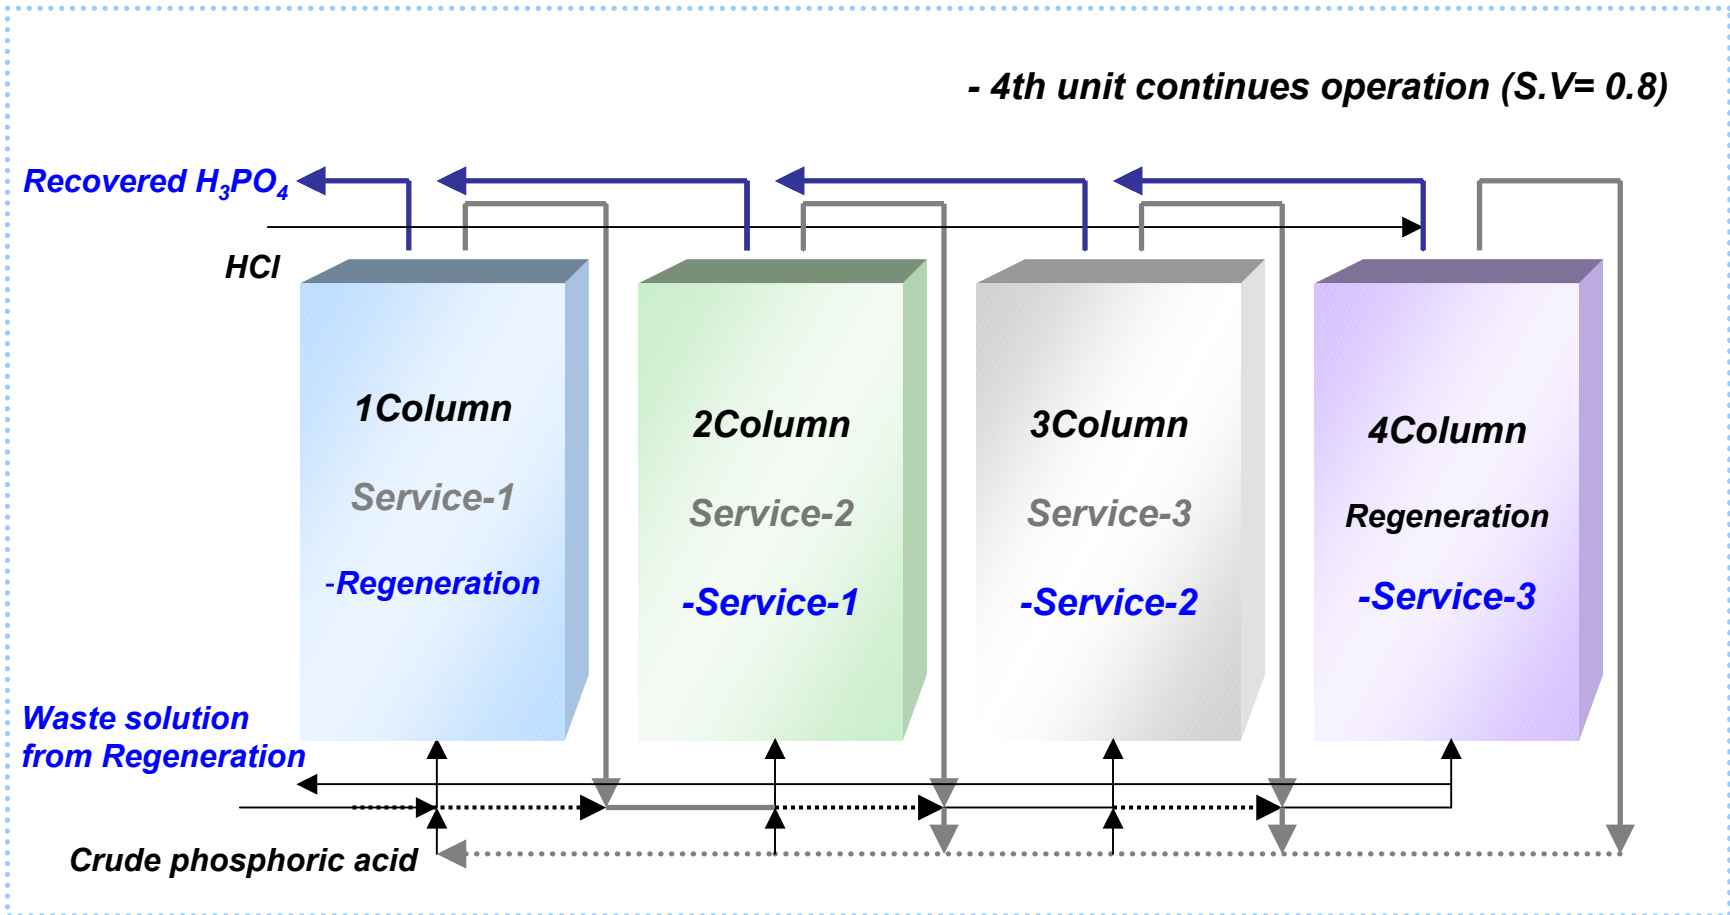 - 4th unit continues operation (S.V= 0.8)
Recovered H₃PO₄
HCl
1Column
Service-1
-Regeneration
2Column
Service-2
-Service-1
3Column
Service-3
-Service-2
4Column
Regeneration
-Service-3
Waste solution
from Regeneration
Crude phosphoric acid